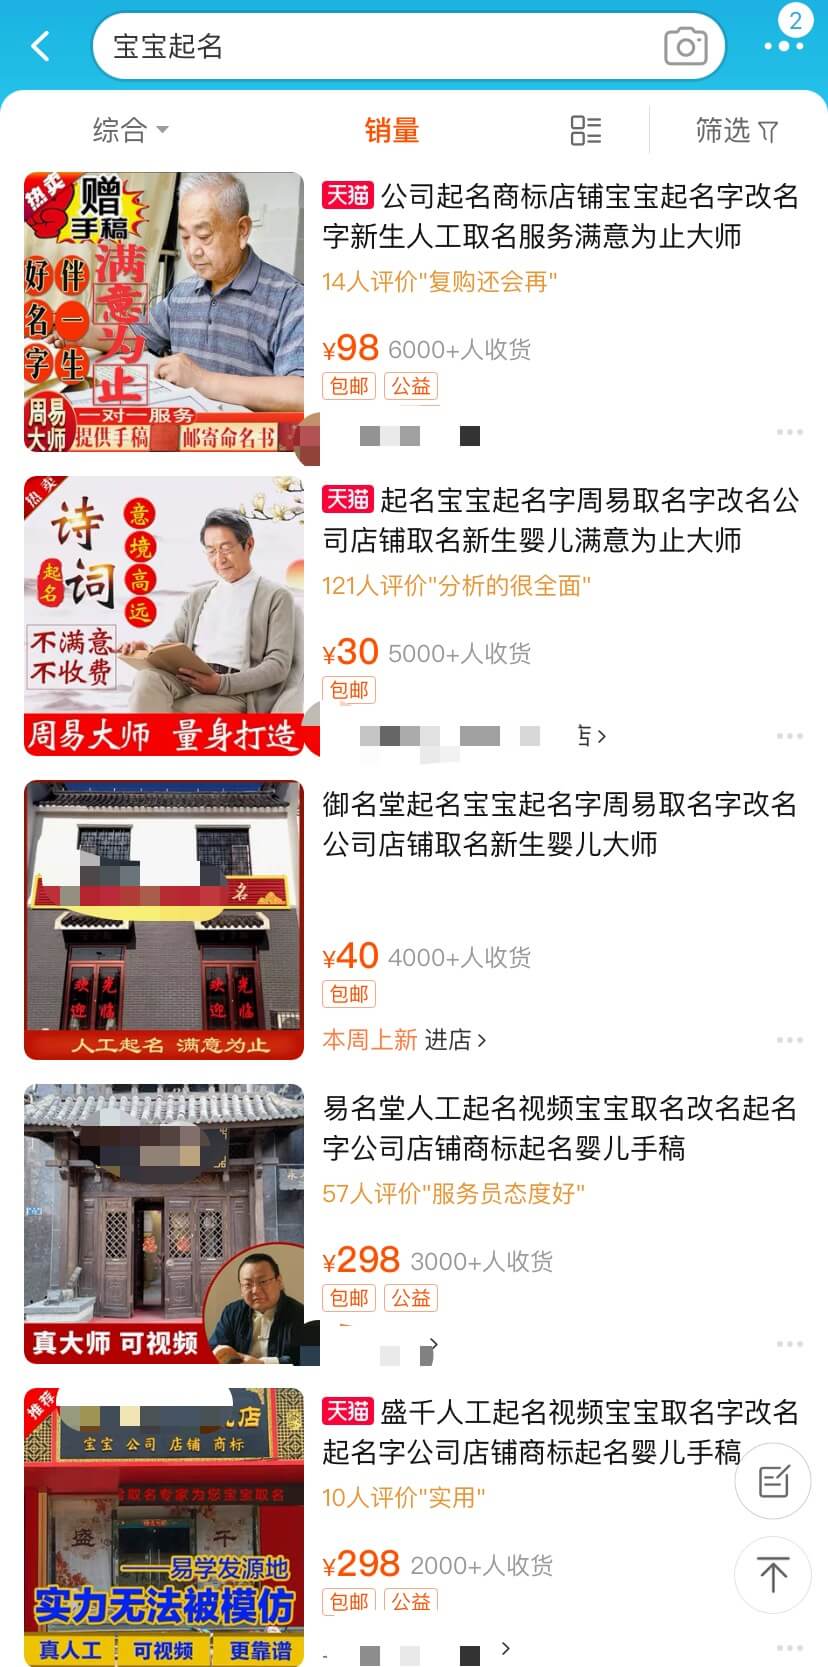 2
宝宝起名
综合
销量
筛选
热卖
赠
手稿
满意为止
好名字
伴一生
周易大师
一对一服务
提供手稿
邮寄命名书
天猫 公司起名商标店铺宝宝起名字改名
字新生人工取名服务满意为止大师
14人评价"复购还会再"
¥98 6000+人收货
包邮 公益
热卖
诗词
起名
意境高远
不满意
不收费
周易大师 量身打造
天猫 起名宝宝起名字周易取名字改名公
司店铺取名新生婴儿满意为止大师
121人评价"分析的很全面"
¥30 5000+人收货
包邮
名
欢迎 光临
欢迎 光临
人工起名 满意为止
御名堂起名宝宝起名字周易取名字改名
公司店铺取名新生婴儿大师
¥40 4000+人收货
包邮
本周上新 进店
真大师 可视频
易名堂人工起名视频宝宝取名改名起名
字公司店铺商标起名婴儿手稿
57人评价"服务员态度好"
¥298 3000+人收货
包邮 公益
推荐
店
宝宝 公司 店铺 商标
取名专家为您宝宝取名
盛 千
——易学发源地
实力无法被模仿
真人工 可视频 更靠谱
天猫 盛千人工起名视频宝宝取名字改名
起名字公司店铺商标起名婴儿手稿
10人评价"实用"
¥298 2000+人收货
包邮 公益